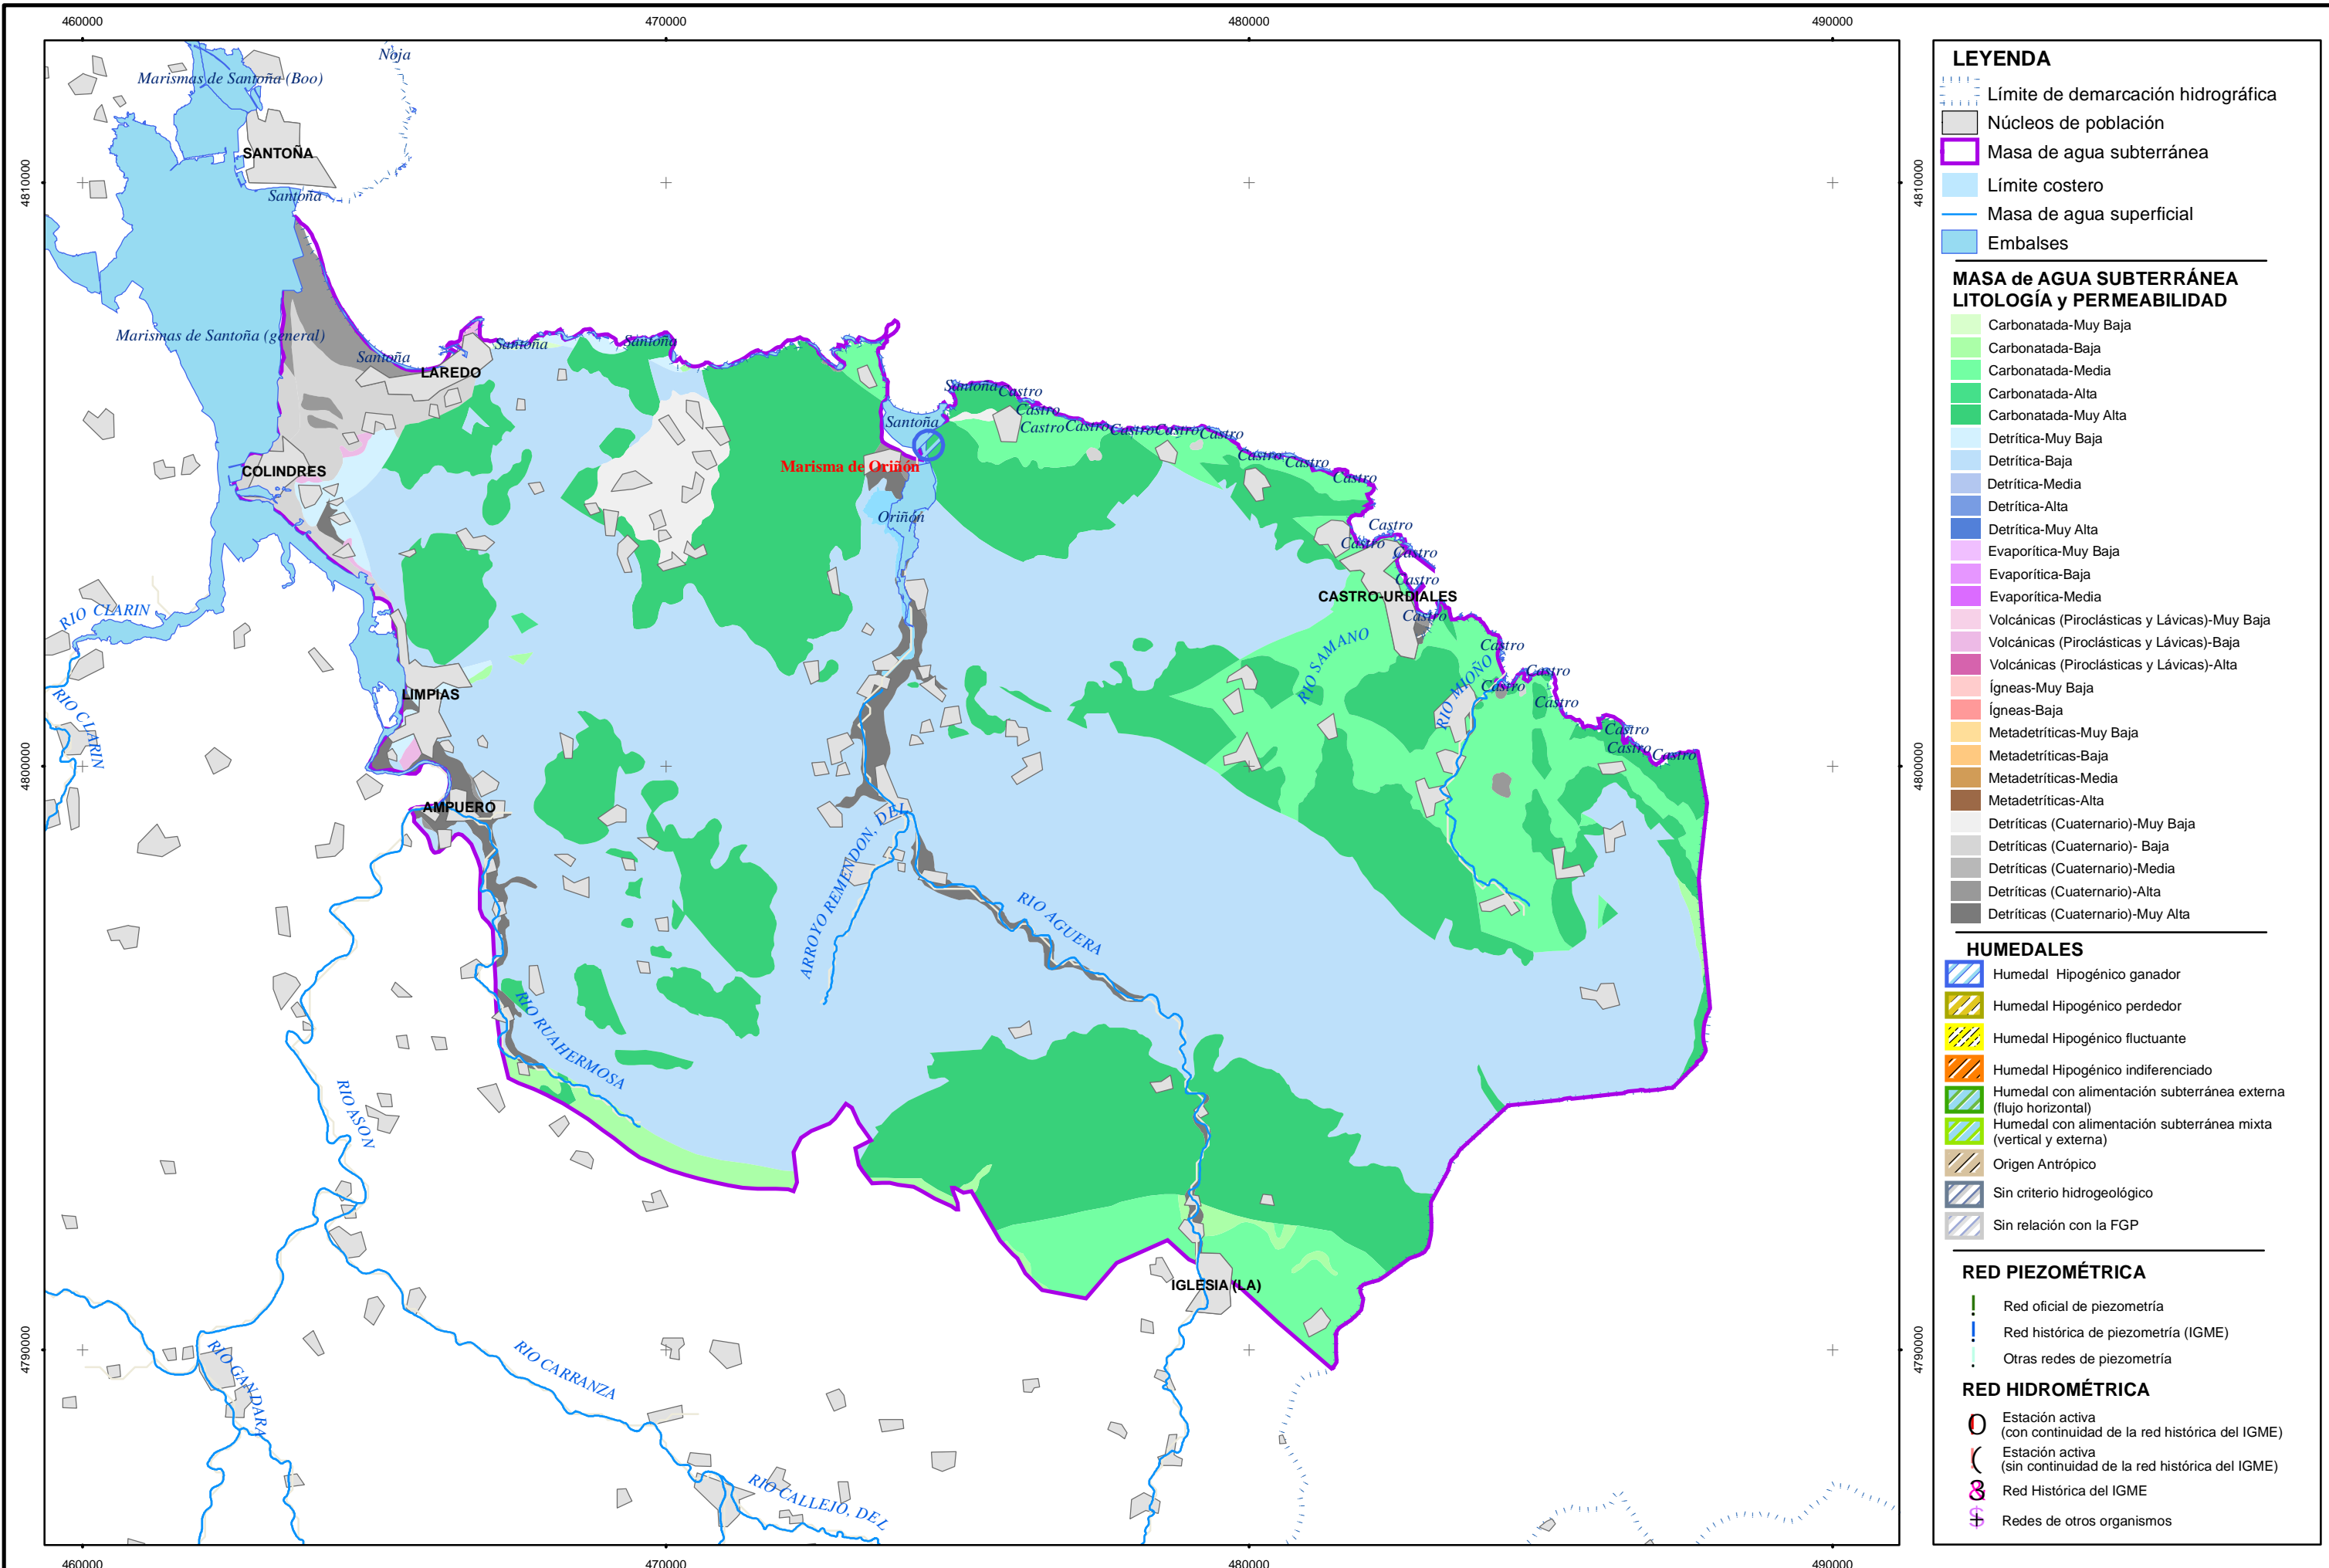 460000
470000
480000
490000
4810000
4800000
4790000
4810000
4800000
4790000
460000
470000
480000
490000
Noja
Marismas de Santoña (Boo)
SANTOÑA
Santoña
Marismas de Santoña (general)
Santoña
LAREDO
Santoña
Santoña
COLINDRES
Santoña
Castro
Castro
Santoña
Castro
Castro
Castro
Castro
Castro
Marisma de Oriñón
Castro
Castro
Castro
Oriñón
Castro
Castro
Castro
Castro
CASTRO-URDIALES
Castro
RIO CLARIN
RIO SAMANO
Castro
RIO MIOÑO
Castro
Castro
Castro
LIMPIAS
RIO CLARIN
Castro
Castro
Castro
AMPUERO
ARROYO REMENDON, DEL
RIO AGUERA
RIO RUAHERMOSA
RIO ASON
IGLESIA (LA)
RIO GANDARA
RIO CARRANZA
RIO CALLEJO, DEL
LEYENDA
Límite de demarcación hidrográfica
Núcleos de población
Masa de agua subterránea
Límite costero
Masa de agua superficial
Embalses
MASA de AGUA SUBTERRÁNEA
LITOLOGÍA y PERMEABILIDAD
Carbonatada-Muy Baja
Carbonatada-Baja
Carbonatada-Media
Carbonatada-Alta
Carbonatada-Muy Alta
Detrítica-Muy Baja
Detrítica-Baja
Detrítica-Media
Detrítica-Alta
Detrítica-Muy Alta
Evaporítica-Muy Baja
Evaporítica-Baja
Evaporítica-Media
Volcánicas (Piroclásticas y Lávicas)-Muy Baja
Volcánicas (Piroclásticas y Lávicas)-Baja
Volcánicas (Piroclásticas y Lávicas)-Alta
Ígneas-Muy Baja
Ígneas-Baja
Metadetríticas-Muy Baja
Metadetríticas-Baja
Metadetríticas-Media
Metadetríticas-Alta
Detríticas (Cuaternario)-Muy Baja
Detríticas (Cuaternario)- Baja
Detríticas (Cuaternario)-Media
Detríticas (Cuaternario)-Alta
Detríticas (Cuaternario)-Muy Alta
HUMEDALES
Humedal Hipogénico ganador
Humedal Hipogénico perdedor
Humedal Hipogénico fluctuante
Humedal Hipogénico indiferenciado
Humedal con alimentación subterránea externa
(flujo horizontal)
Humedal con alimentación subterránea mixta
(vertical y externa)
Origen Antrópico
Sin criterio hidrogeológico
Sin relación con la FGP
RED PIEZOMÉTRICA
! Red oficial de piezometría
! Red histórica de piezometría (IGME)
Otras redes de piezometría
RED HIDROMÉTRICA
Estación activa
(con continuidad de la red histórica del IGME)
( Estación activa
(sin continuidad de la red histórica del IGME)
Red Histórica del IGME
Redes de otros organismos